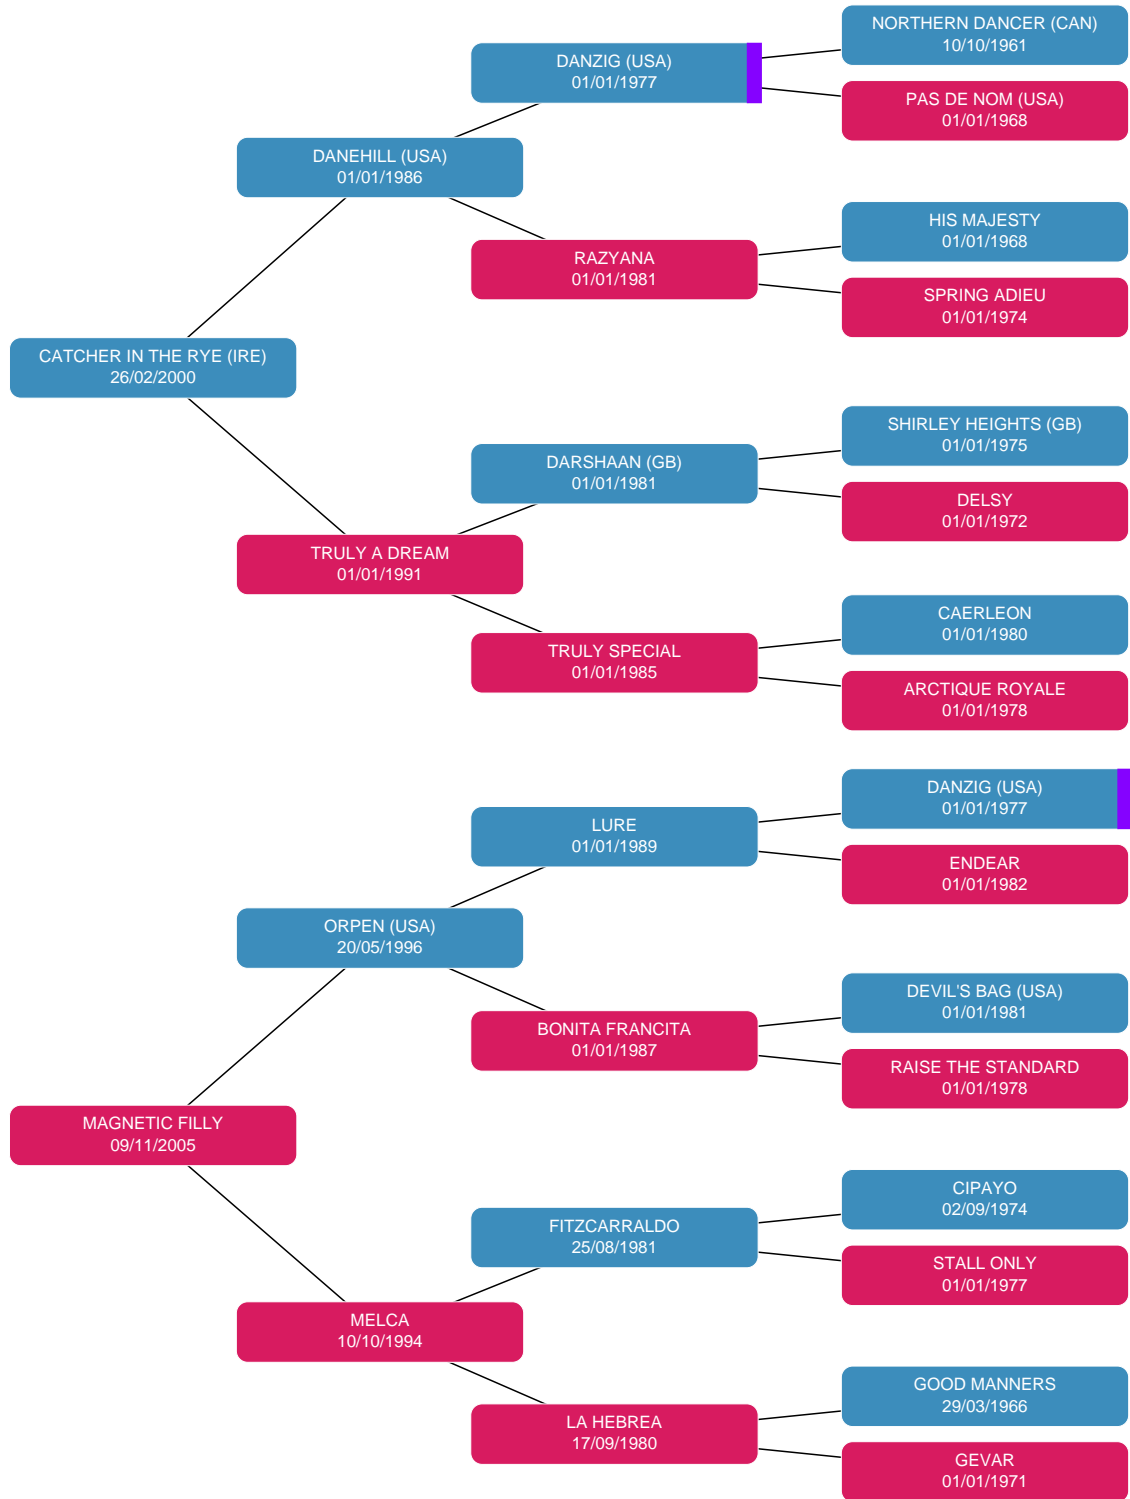 NORTHERN DANCER (CAN)
10/10/1961
DANZIG (USA)
01/01/1977
PAS DE NOM (USA)
01/01/1968
DANEHILL (USA)
01/01/1986
HIS MAJESTY
01/01/1968
RAZYANA
01/01/1981
SPRING ADIEU
01/01/1974
CATCHER IN THE RYE (IRE)
26/02/2000
SHIRLEY HEIGHTS (GB)
01/01/1975
DARSHAAN (GB)
01/01/1981
DELSY
01/01/1972
TRULY A DREAM
01/01/1991
CAERLEON
01/01/1980
TRULY SPECIAL
01/01/1985
ARCTIQUE ROYALE
01/01/1978
DANZIG (USA)
01/01/1977
LURE
01/01/1989
ENDEAR
01/01/1982
ORPEN (USA)
20/05/1996
DEVIL'S BAG (USA)
01/01/1981
BONITA FRANCITA
01/01/1987
RAISE THE STANDARD
01/01/1978
MAGNETIC FILLY
09/11/2005
CIPAYO
02/09/1974
FITZCARRALDO
25/08/1981
STALL ONLY
01/01/1977
MELCA
10/10/1994
GOOD MANNERS
29/03/1966
LA HEBREA
17/09/1980
GEVAR
01/01/1971